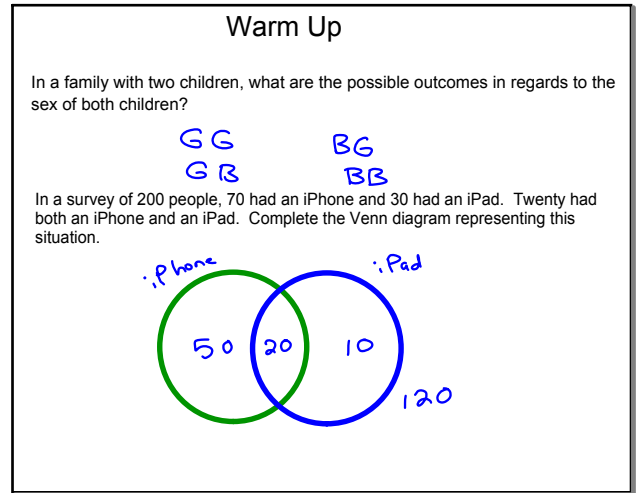 Warm Up
In a family with two children, what are the possible outcomes in regards to the
sex of both children?
GG BG
GB BB
In a survey of 200 people, 70 had an iPhone and 30 had an iPad. Twenty had
both an iPhone and an iPad. Complete the Venn diagram representing this
situation.
iPhone iPad
50 20 10
120